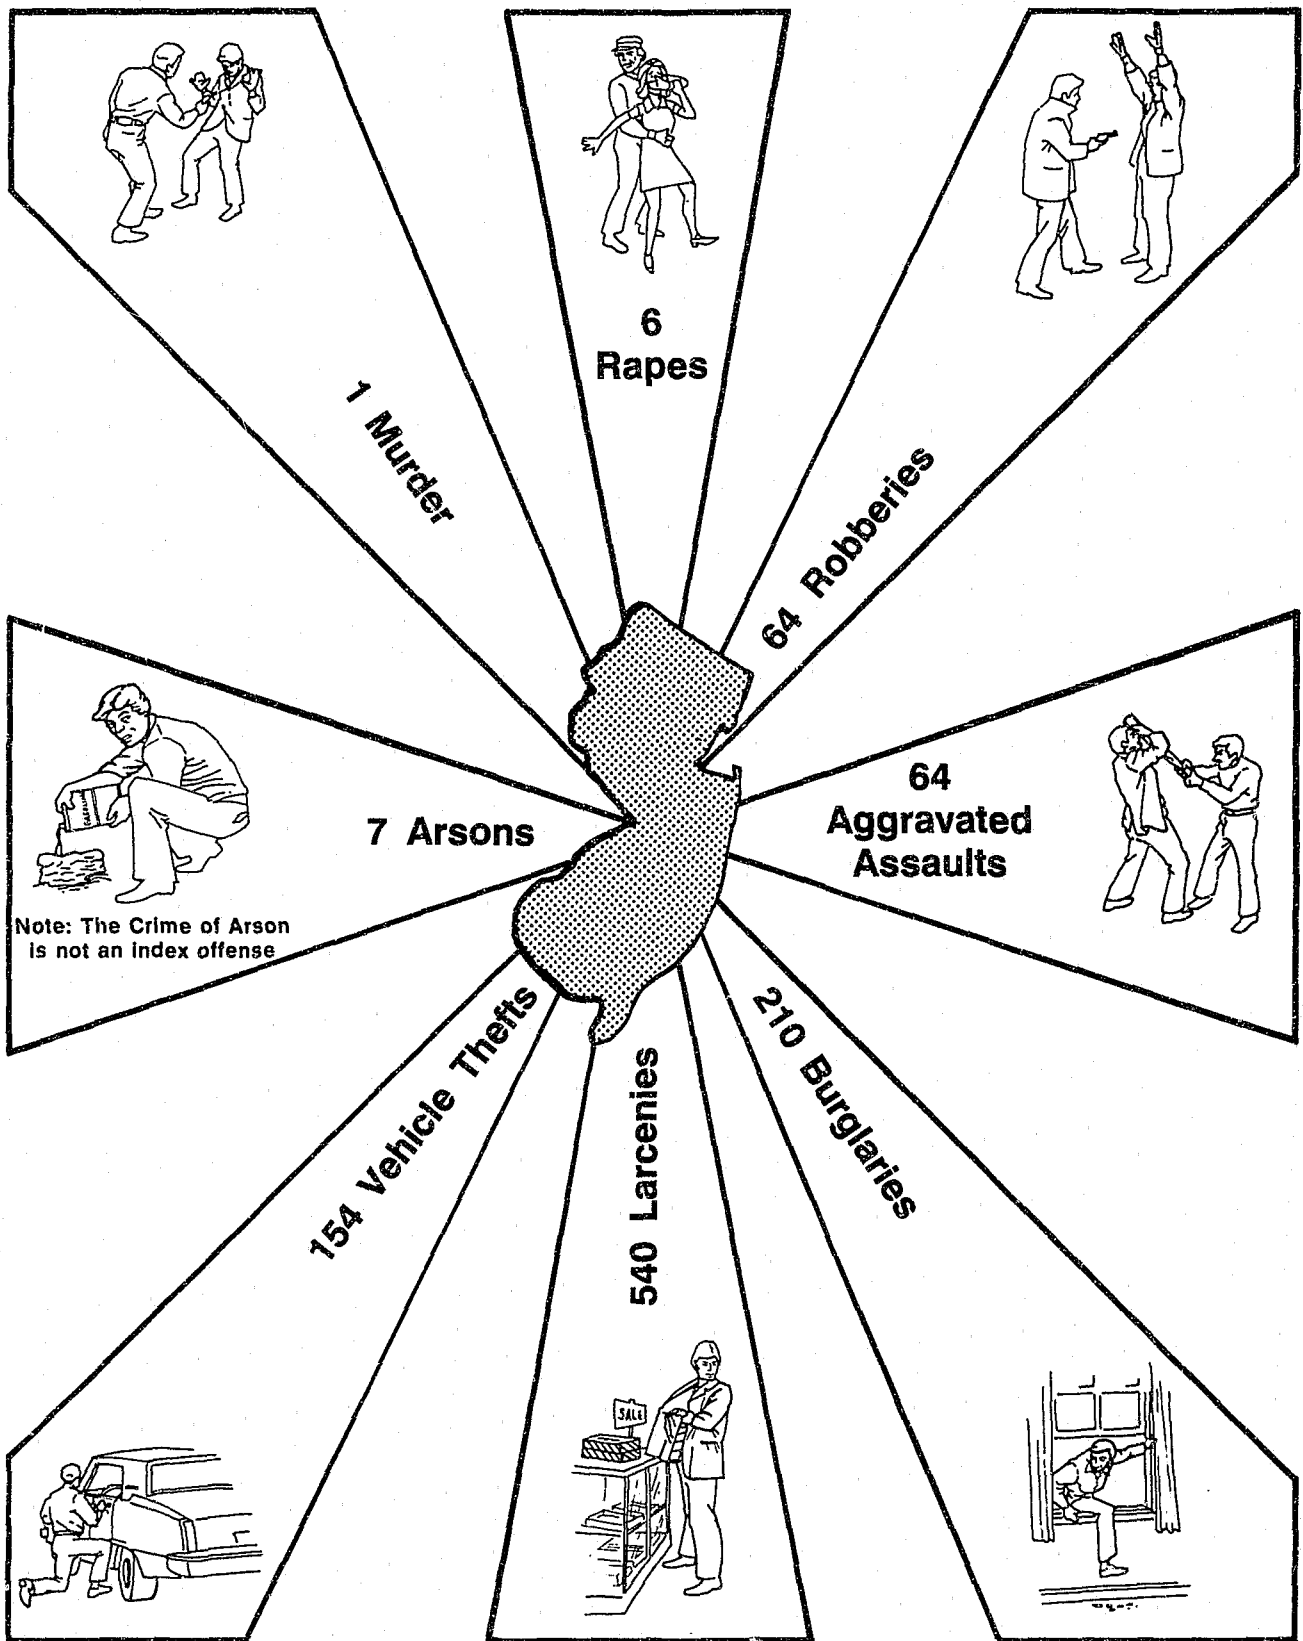 1 Murder
6
Rapes
64 Robberies
7 Arsons
64
Aggravated
Assaults
Note: The Crime of Arson
is not an index offense
154 Vehicle Thefts
540 Larcenies
210 Burglaries
SALE